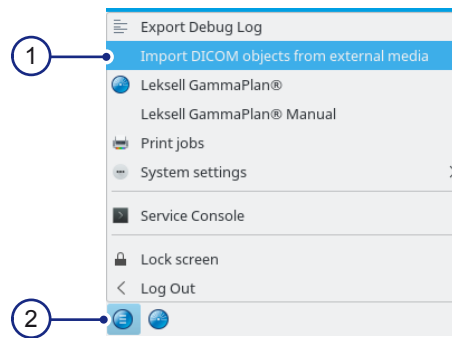 Export Debug Log
1
Import DICOM objects from external media
Leksell GammaPlan®
Leksell GammaPlan® Manual
Print jobs
System settings
Service Console
Lock screen
Log Out
2